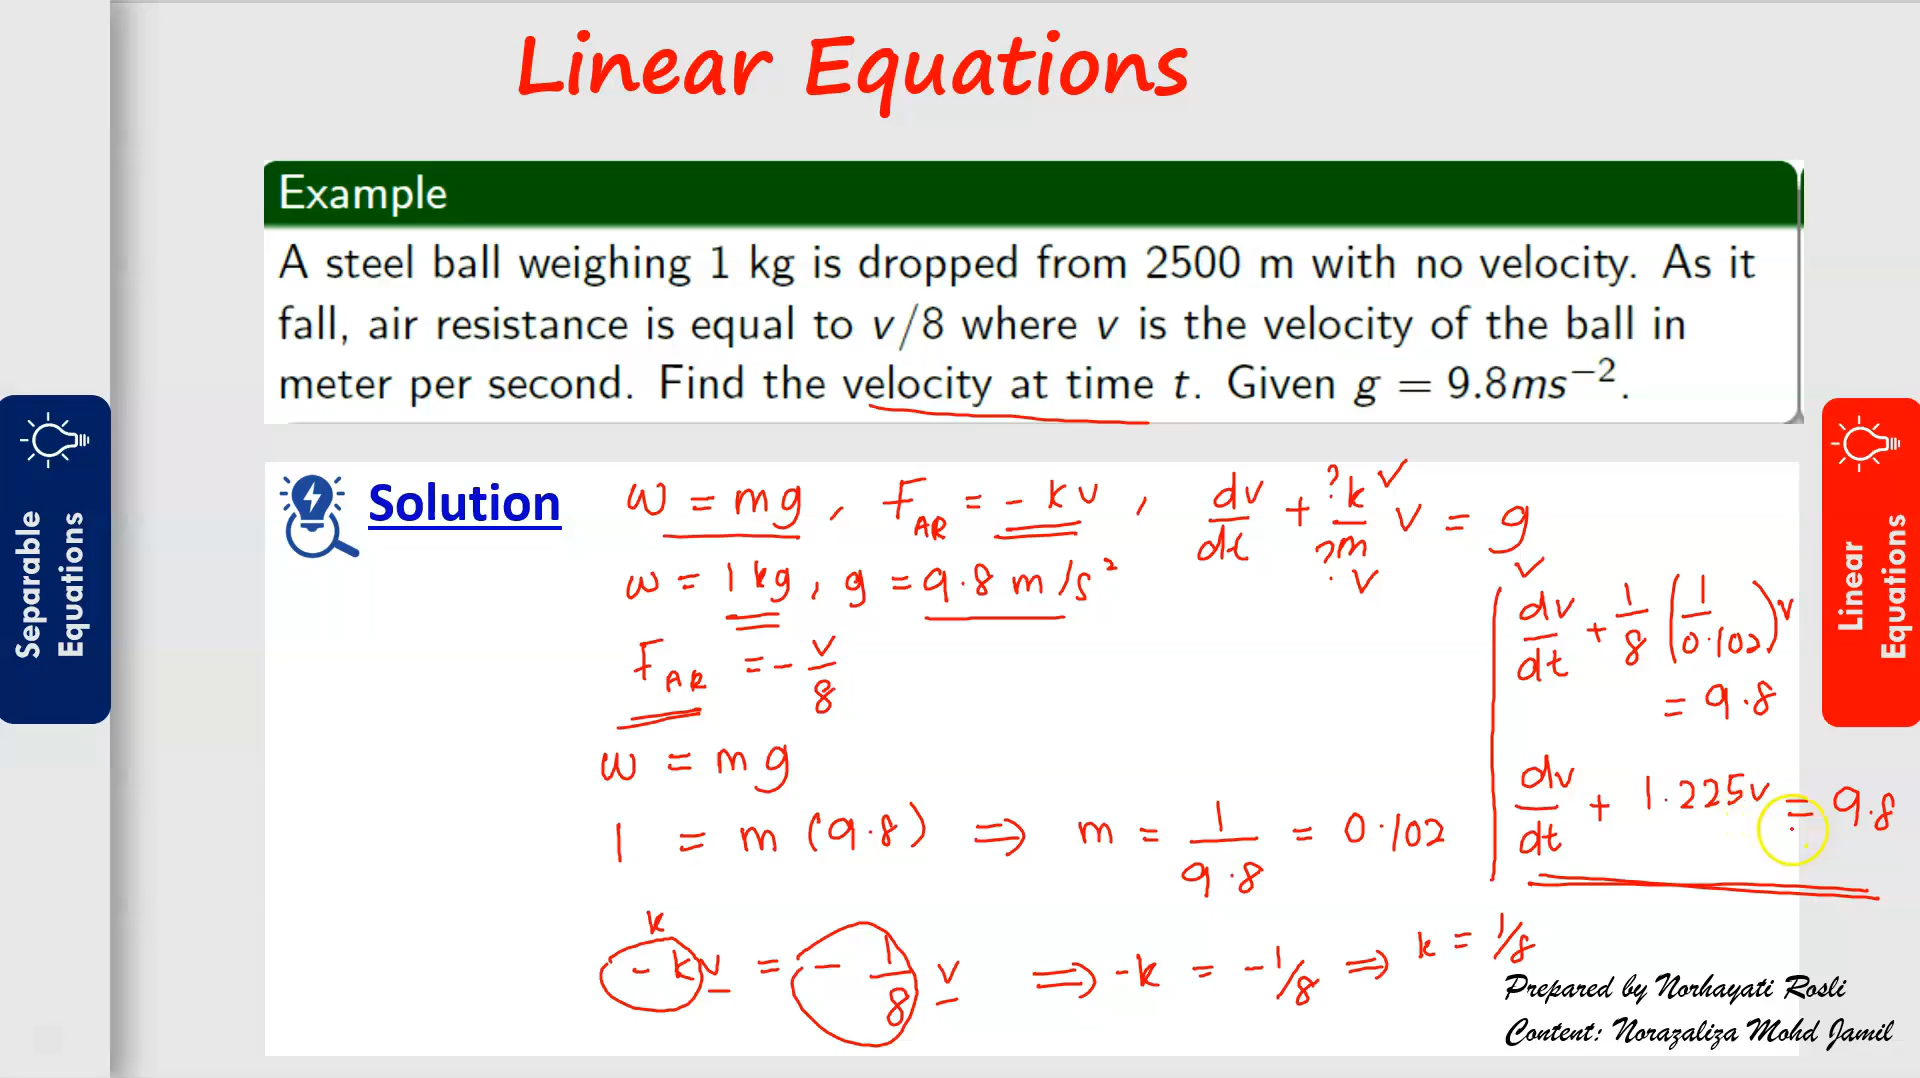 Linear Equations
Example
A steel ball weighing 1 kg is dropped from 2500 m with no velocity. As it
fall, air resistance is equal to v/8 where v is the velocity of the ball in
meter per second. Find the velocity at time t. Given g = 9.8ms⁻².
Separable
Equations
Solution
w = mg, F_AR = -kv, dv/dt + ?k/?m v = g
✓
✓
✓
w = 1 kg, g = 9.8 m/s²
F_AR = - v/8
w = mg
1 = m (9.8) ⇒ m = 1/9.8 = 0.102
k
-kv = - 1/8 v ⇒ -k = -1/8 ⇒ k = 1/8
dv/dt + 1/8 (1/0.102) v
= 9.8
dv/dt + 1.225v = 9.8
Linear
Equations
Prepared by Norhayati Rosli
Content: Norazaliza Mohd Jamil